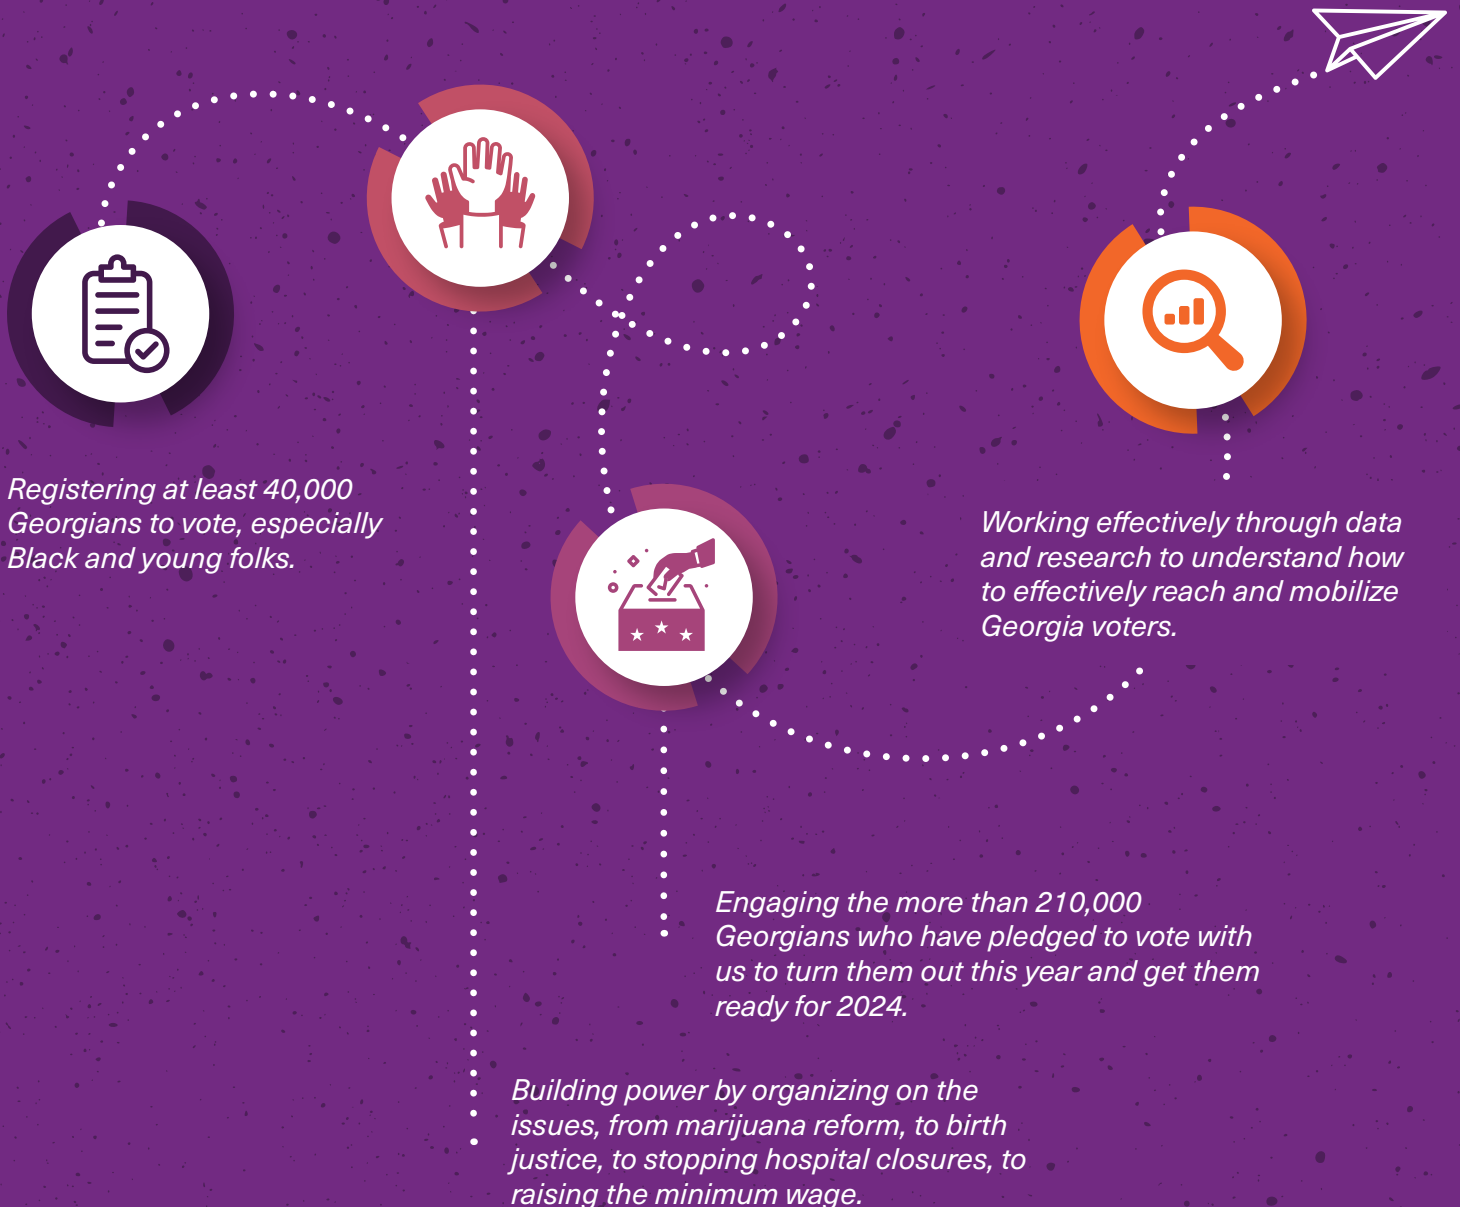 Registering at least 40,000
Georgians to vote, especially
Black and young folks.
Working effectively through data
and research to understand how
to effectively reach and mobilize
Georgia voters.
Engaging the more than 210,000
Georgians who have pledged to vote with
us to turn them out this year and get them
ready for 2024.
Building power by organizing on the
issues, from marijuana reform, to birth
justice, to stopping hospital closures, to
raising the minimum wage.